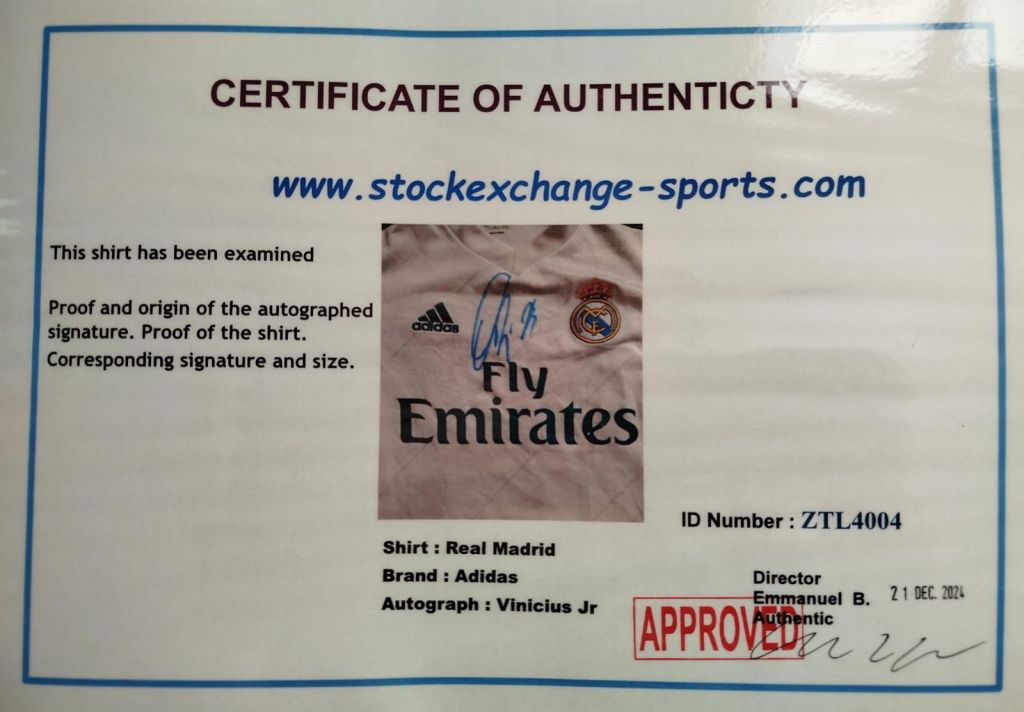 CERTIFICATE OF AUTHENTICTY
www.stockexchange-sports.com
This shirt has been examined
Proof and origin of the autographed
signature. Proof of the shirt.
Corresponding signature and size.
adidas
Fly
Emirates
ID Number : ZTL4004
Shirt : Real Madrid
Brand : Adidas
Autograph : Vinicius Jr
Director
Emmanuel B.
21 DEC. 2024
Authentic
APPROVED